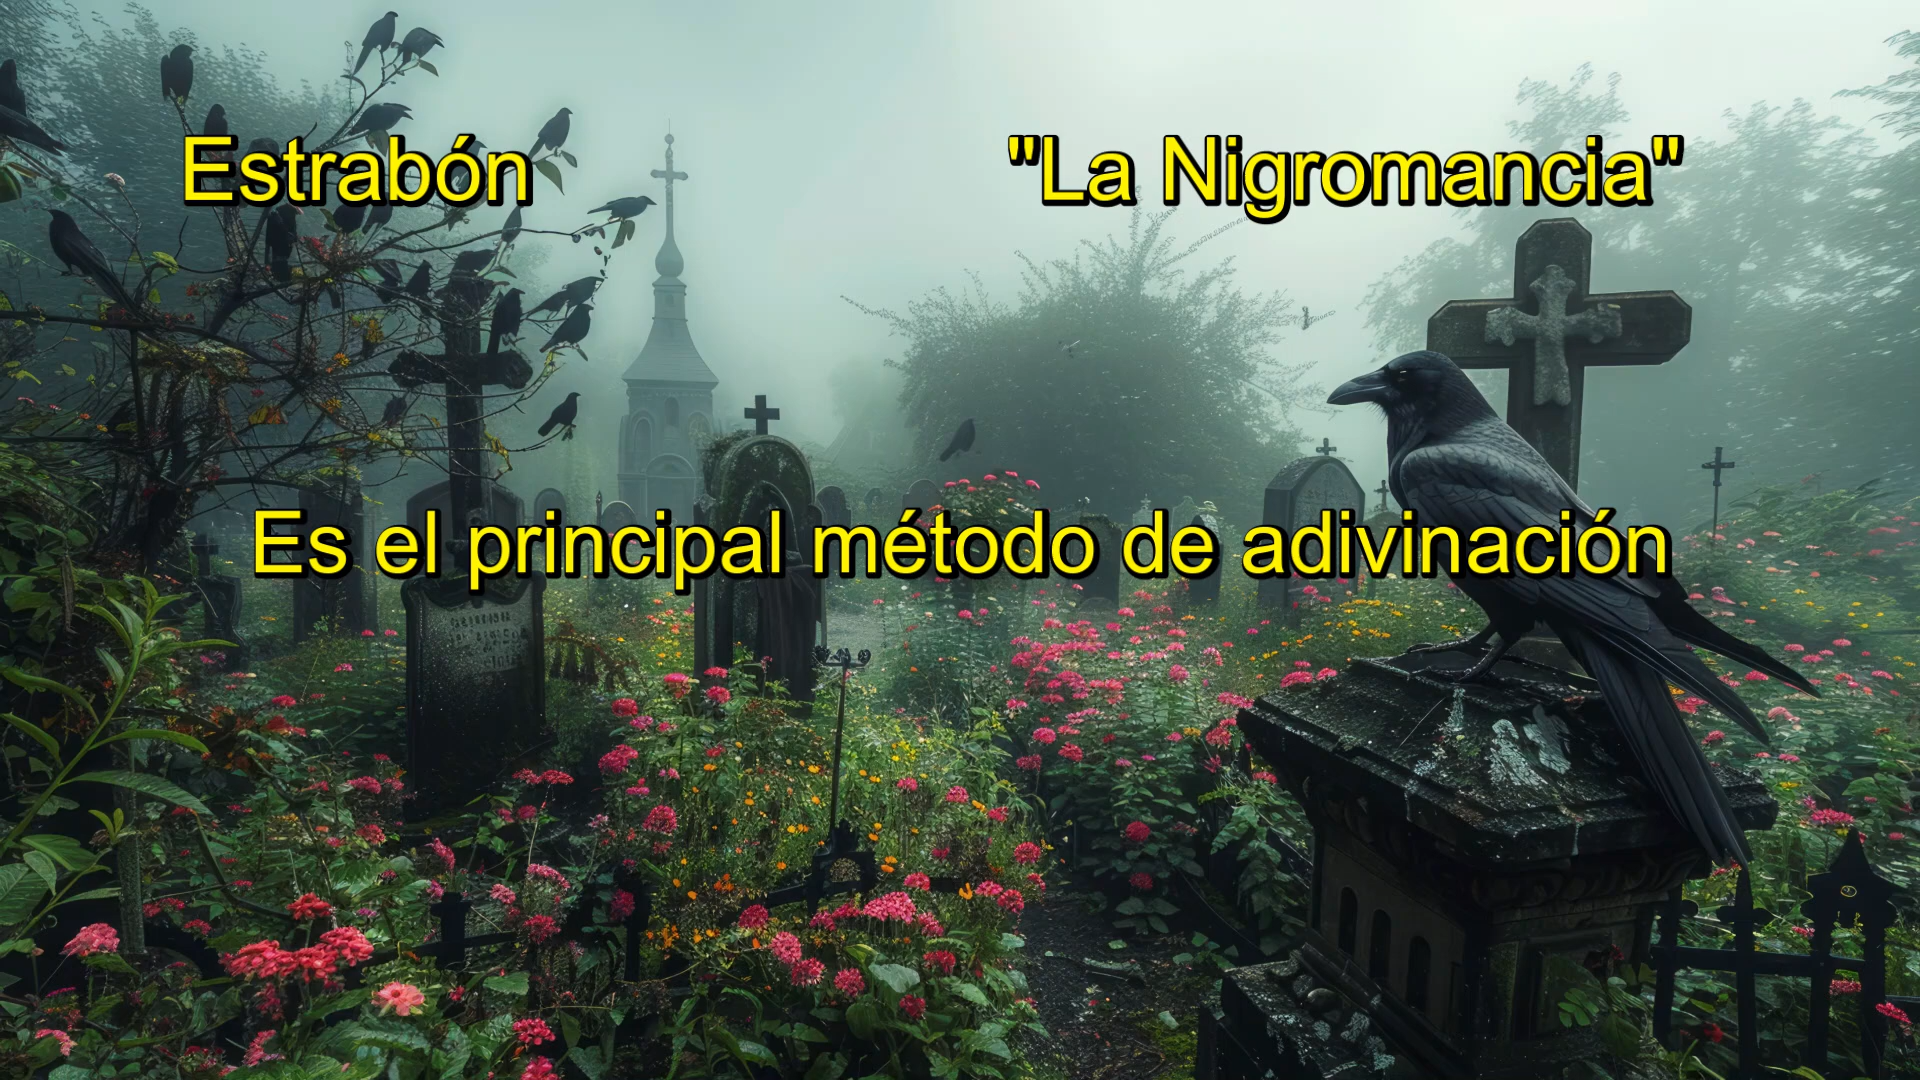 Estrabón "La Nigromancia"
Es el principal método de adivinación